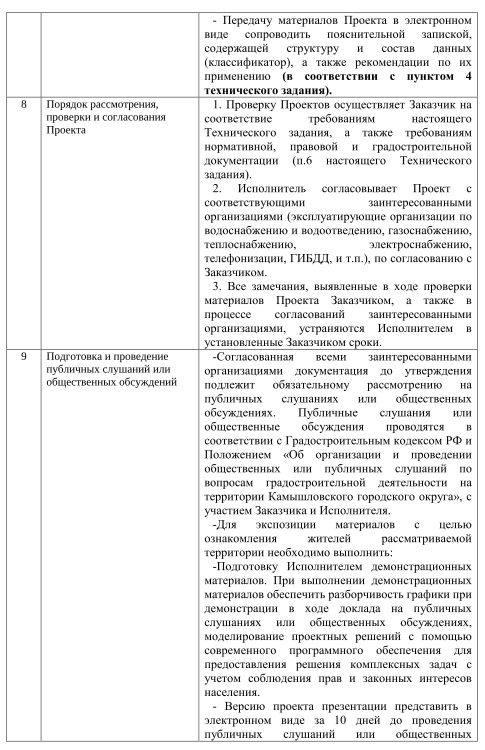 - Передачу материалов Проекта в электронном
виде сопроводить пояснительной запиской,
содержащей структуру и состав данных
(классификатор), а также рекомендации по их
применению (в соответствии с пунктом 4
технического задания).
8
Порядок рассмотрения,
проверки и согласования
Проекта
1. Проверку Проектов осуществляет Заказчик на
соответствие требованиям настоящего
Технического задания, а также требованиям
нормативной, правовой и градостроительной
документации (п.6 настоящего Технического
задания).
2. Исполнитель согласовывает Проект с
соответствующими заинтересованными
организациями (эксплуатирующие организации по
водоснабжению и водоотведению, газоснабжению,
теплоснабжению, электроснабжению,
телефонизации, ГИБДД, и т.п.), по согласованию с
Заказчиком.
3. Все замечания, выявленные в ходе проверки
материалов Проекта Заказчиком, а также в
процессе согласований заинтересованными
организациями, устраняются Исполнителем в
установленные Заказчиком сроки.
9
Подготовка и проведение
публичных слушаний или
общественных обсуждений
-Согласованная всеми заинтересованными
организациями документация до утверждения
подлежит обязательному рассмотрению на
публичных слушаниях или общественных
обсуждениях. Публичные слушания или
общественные обсуждения проводятся в
соответствии с Градостроительным кодексом РФ и
Положением «Об организации и проведении
общественных или публичных слушаний по
вопросам градостроительной деятельности на
территории Камышловского городского округа», с
участием Заказчика и Исполнителя.
-Для экспозиции материалов с целью
ознакомления жителей рассматриваемой
территории необходимо выполнить:
-Подготовку Исполнителем демонстрационных
материалов. При выполнении демонстрационных
материалов обеспечить разборчивость графики при
демонстрации в ходе доклада на публичных
слушаниях или общественных обсуждениях,
моделирование проектных решений с помощью
современного программного обеспечения для
предоставления решения комплексных задач с
учетом соблюдения прав и законных интересов
населения.
- Версию проекта презентации представить в
электронном виде за 10 дней до проведения
публичных слушаний или общественных